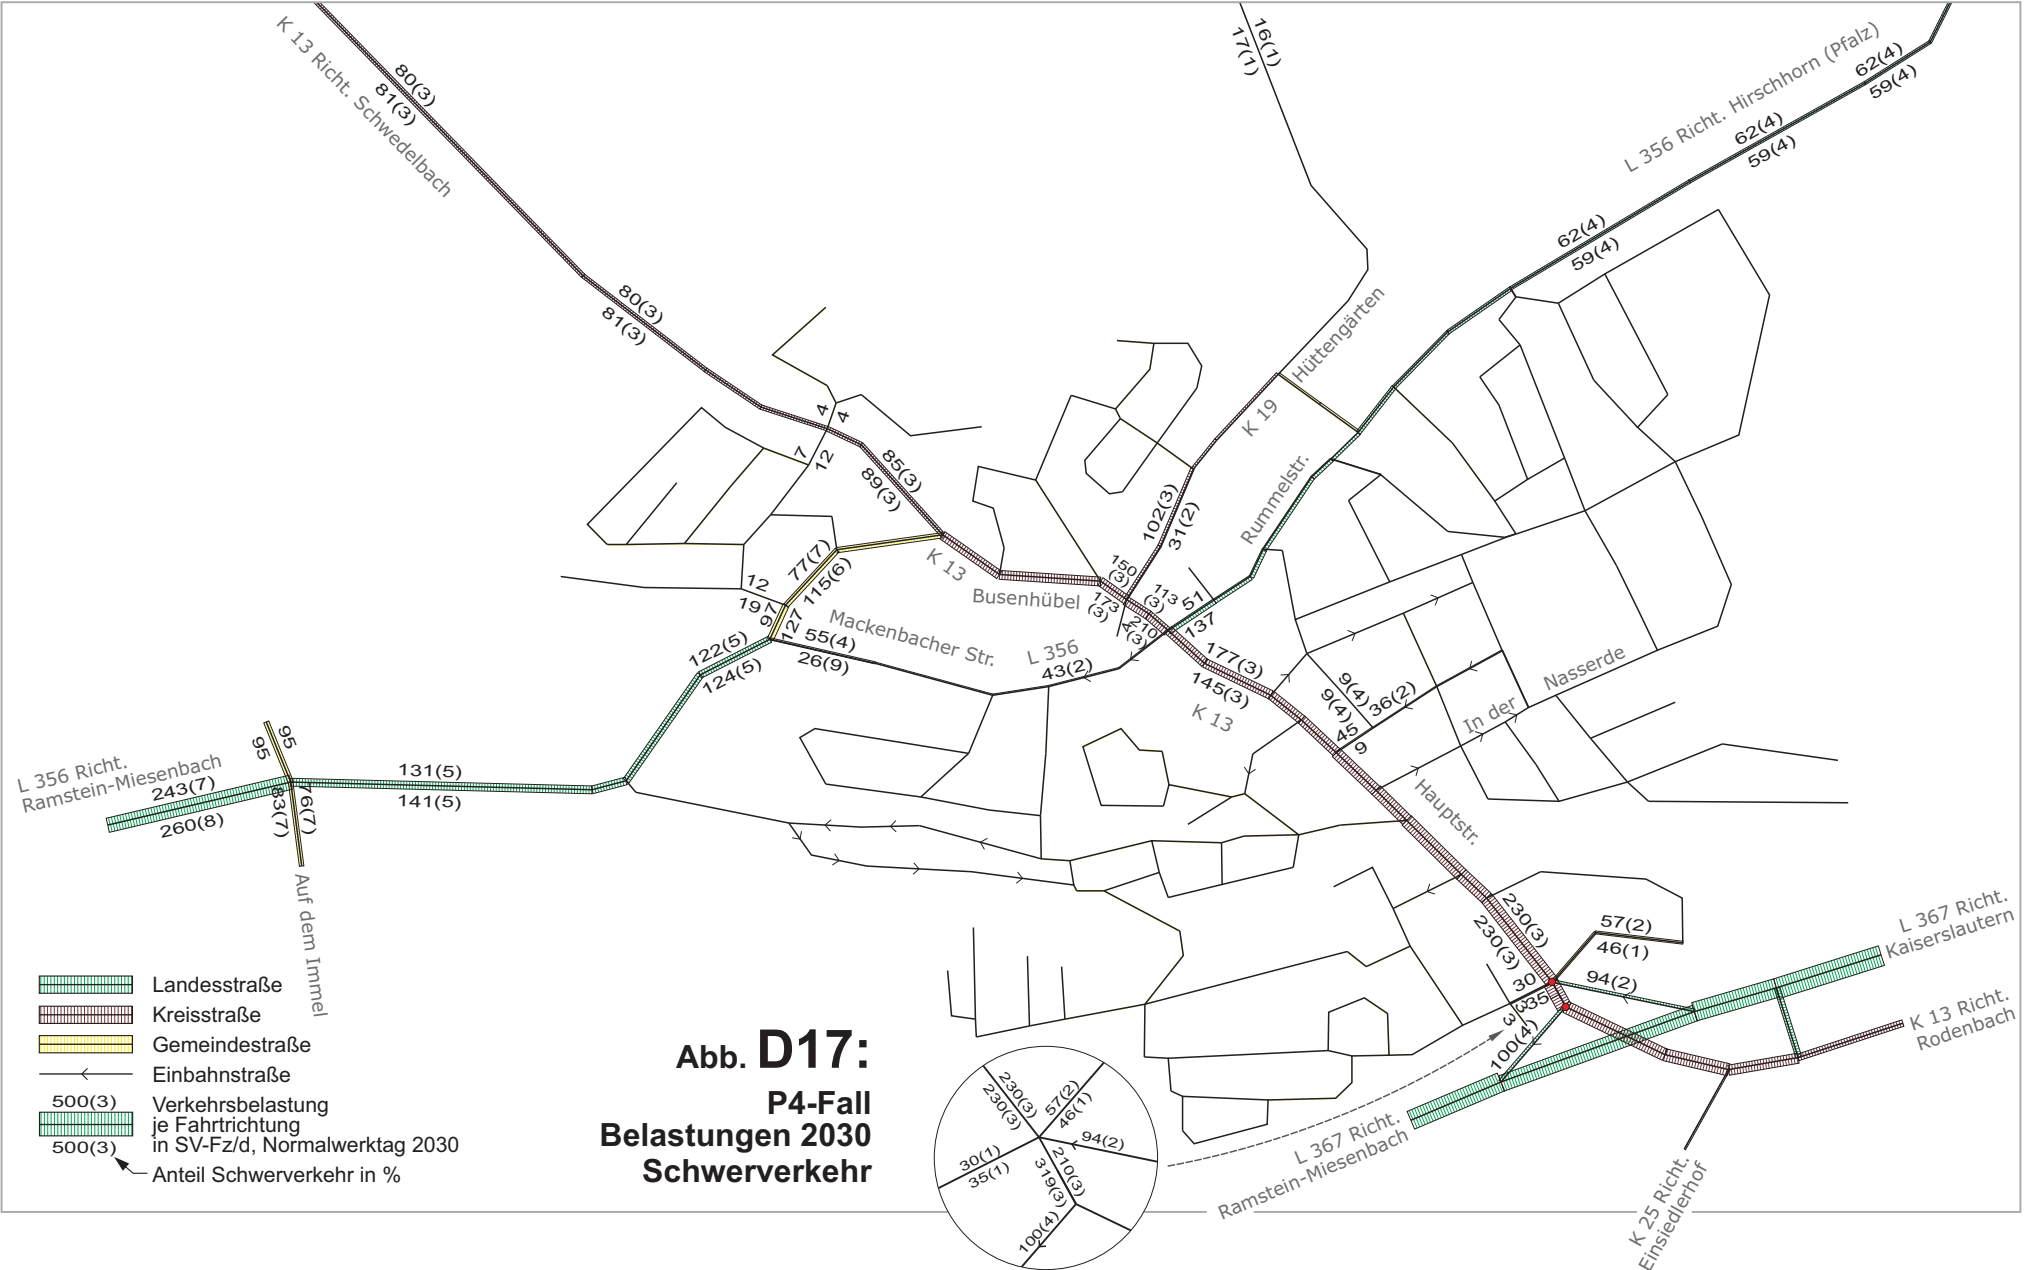 K 13 Richt. Schwedelbach
80(3)
81(3)
16(1)
17(1)
L 356 Richt. Hirschhorn (Pfalz)
62(4)
59(4)
62(4)
59(4)
62(4)
59(4)
80(3)
81(3)
4
4
7
12
85(3)
89(3)
K 19
Hüttengärten
Rummelstr.
102(3)
31(2)
K 13
Busenhübel
150
(3)
173
(3)
113
(3)
210
(3)
51
137
77(7)
115(6)
12
19
97
127
Mackenbacher Str.
55(4)
26(9)
L 356
43(2)
122(5)
124(5)
177(3)
145(3)
K 13
9(4)
9(4)
36(2)
45
9
In der
Nasserde
Hauptstr.
95
95
L 356 Richt.
Ramstein-Miesenbach
243(7)
260(8)
131(5)
141(5)
83(7)
76(7)
Auf dem Immel
230(3)
230(3)
57(2)
46(1)
94(2)
30
35
3
3
100(4)
L 367 Richt.
Kaiserslautern
K 13 Richt.
Rodenbach
L 367 Richt.
Ramstein-Miesenbach
K 25 Richt.
Einsiedlerhof
Landesstraße
Kreisstraße
Gemeindestraße
Einbahnstraße
500(3)
500(3)
Verkehrsbelastung
je Fahrtrichtung
in SV-Fz/d, Normalwerktag 2030
Anteil Schwerverkehr in %
Abb. D17:
P4-Fall
Belastungen 2030
Schwerverkehr
230(3)
230(3)
57(2)
46(1)
94(2)
30(1)
35(1)
210(3)
319(3)
100(4)